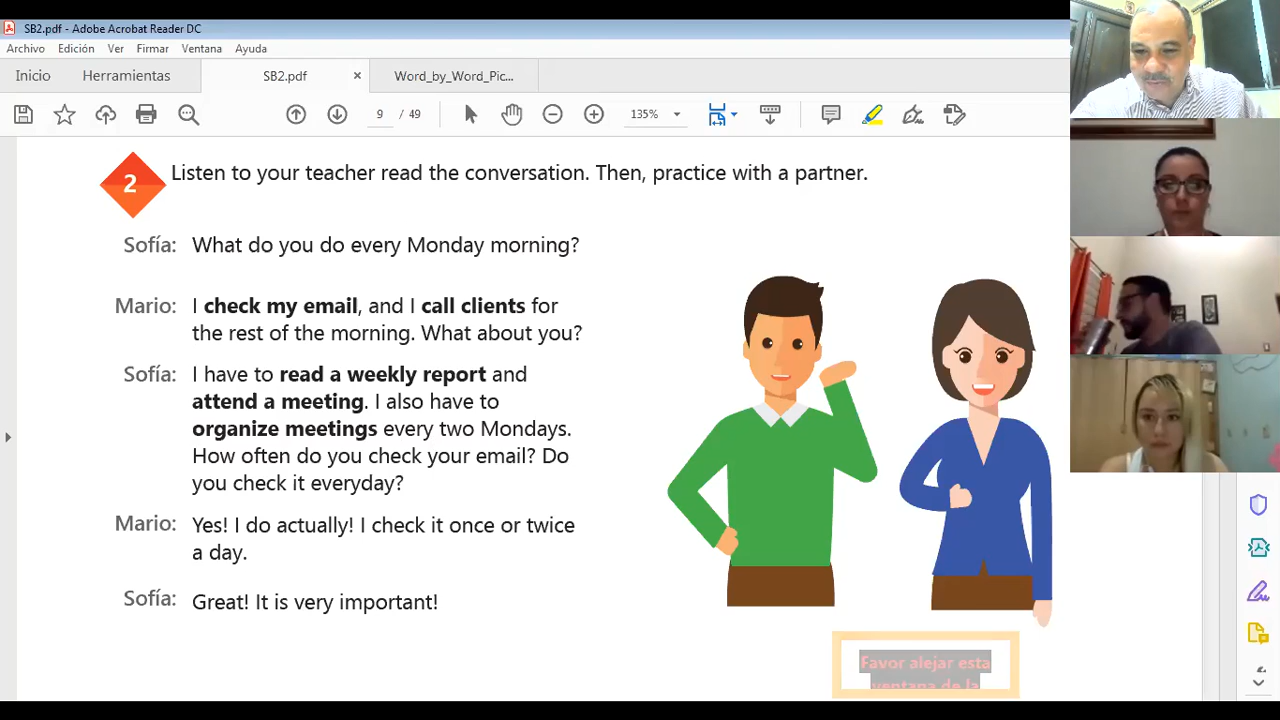 SB2.pdf - Adobe Acrobat Reader DC
Archivo Edición Ver Firmar Ventana Ayuda
Inicio Herramientas SB2.pdf × Word_by_Word_Pic...
9 / 49 135%
2 Listen to your teacher read the conversation. Then, practice with a partner.
Sofía: What do you do every Monday morning?
Mario: I check my email, and I call clients for
the rest of the morning. What about you?
Sofía: I have to read a weekly report and
attend a meeting. I also have to
organize meetings every two Mondays.
How often do you check your email? Do
you check it everyday?
Mario: Yes! I do actually! I check it once or twice
a day.
Sofía: Great! It is very important!
Favor alejar esta
ventana de la